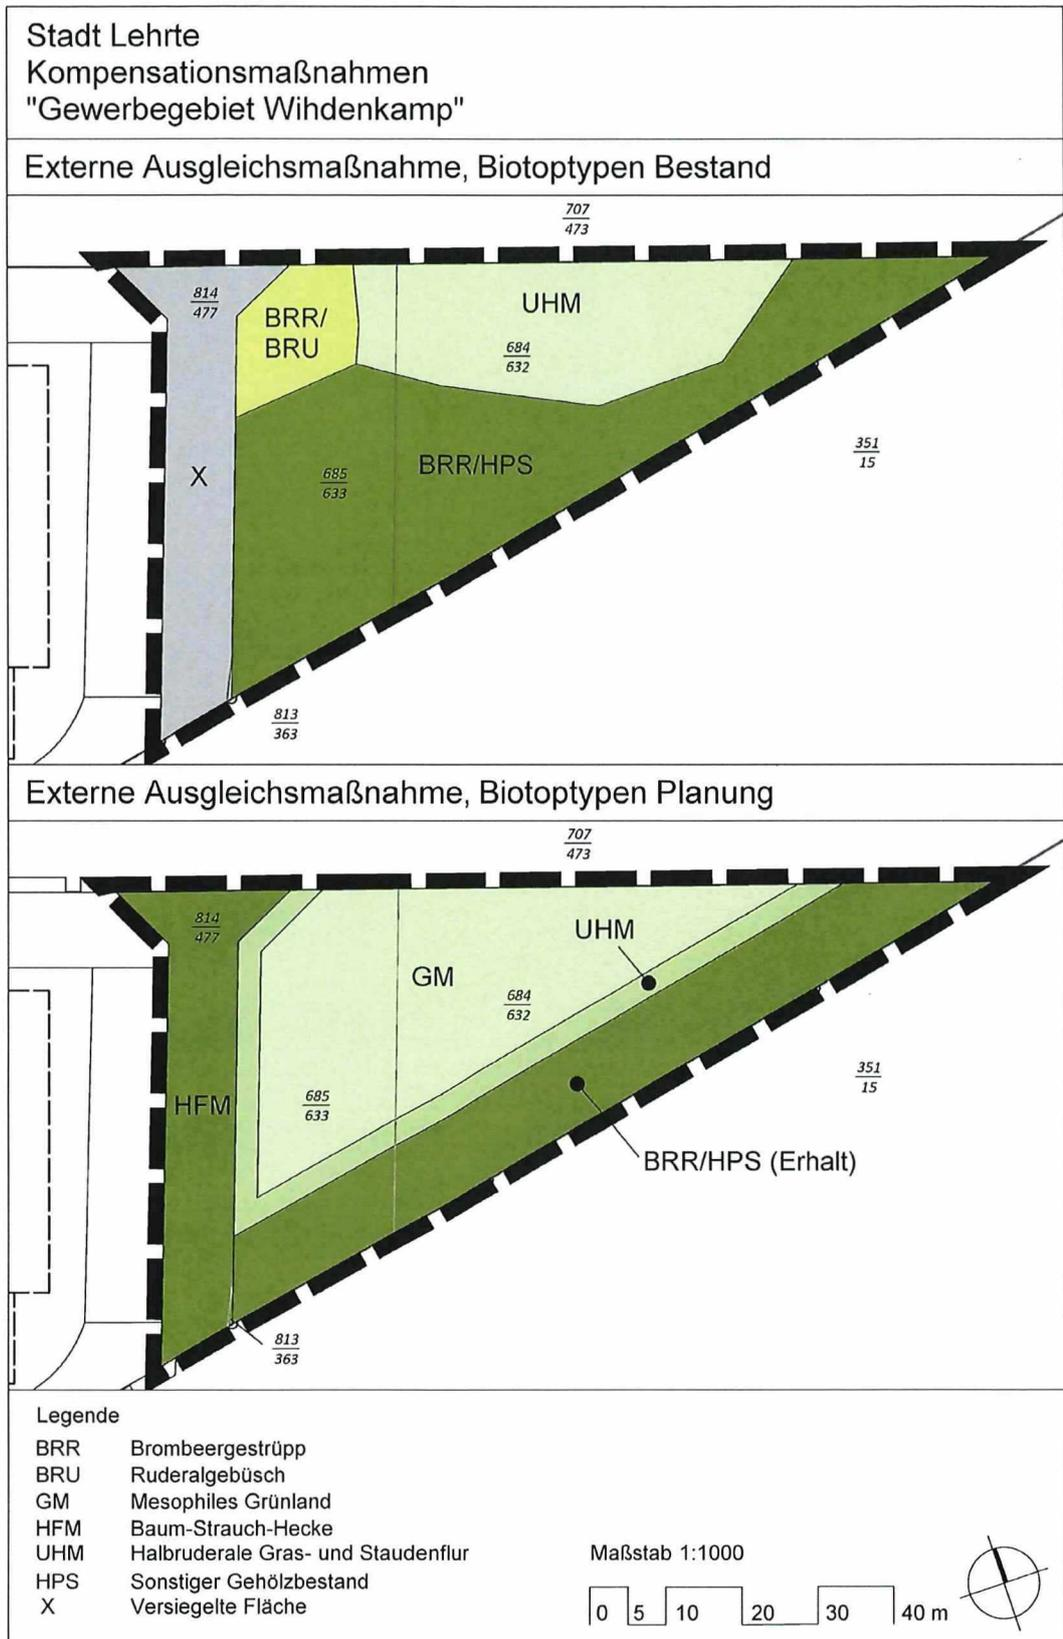 Stadt Lehrte
Kompensationsmaßnahmen
"Gewerbegebiet Wihdenkamp"
Externe Ausgleichsmaßnahme, Biotoptypen Bestand
707
473
814
477
BRR/
BRU
UHM
684
632
351
15
X
685
633
BRR/HPS
813
363
Externe Ausgleichsmaßnahme, Biotoptypen Planung
707
473
814
477
UHM
GM
684
632
351
15
HFM
685
633
BRR/HPS (Erhalt)
813
363
Legende
BRR Brombeergestrüpp
BRU Ruderalgebüsch
GM Mesophiles Grünland
HFM Baum-Strauch-Hecke
UHM Halbruderale Gras- und Staudenflur
HPS Sonstiger Gehölzbestand
X Versiegelte Fläche
Maßstab 1:1000
0 5 10 20 30 40 m